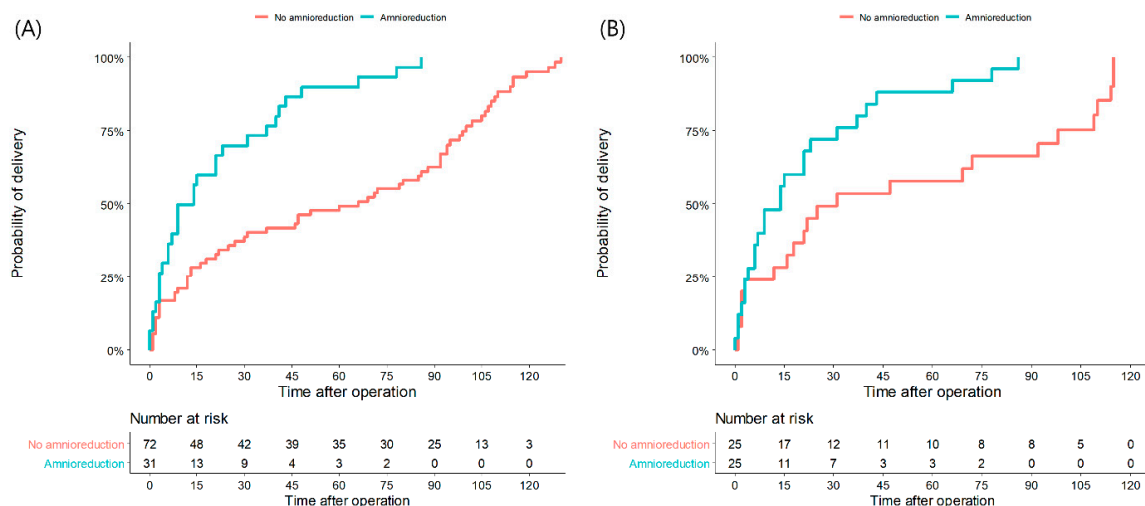 (A)
No amnioreduction Amnioreduction
Probability of delivery
100%
75%
50%
25%
0%
0 15 30 45 60 75 90 105 120
Time after operation
Number at risk
No amnioreduction 72 48 42 39 35 30 25 13 3
Amnioreduction 31 13 9 4 3 2 0 0 0
0 15 30 45 60 75 90 105 120
Time after operation
(B)
No amnioreduction Amnioreduction
Probability of delivery
100%
75%
50%
25%
0%
0 15 30 45 60 75 90 105 120
Time after operation
Number at risk
No amnioreduction 25 17 12 11 10 8 8 5 0
Amnioreduction 25 11 7 3 3 2 0 0 0
0 15 30 45 60 75 90 105 120
Time after operation